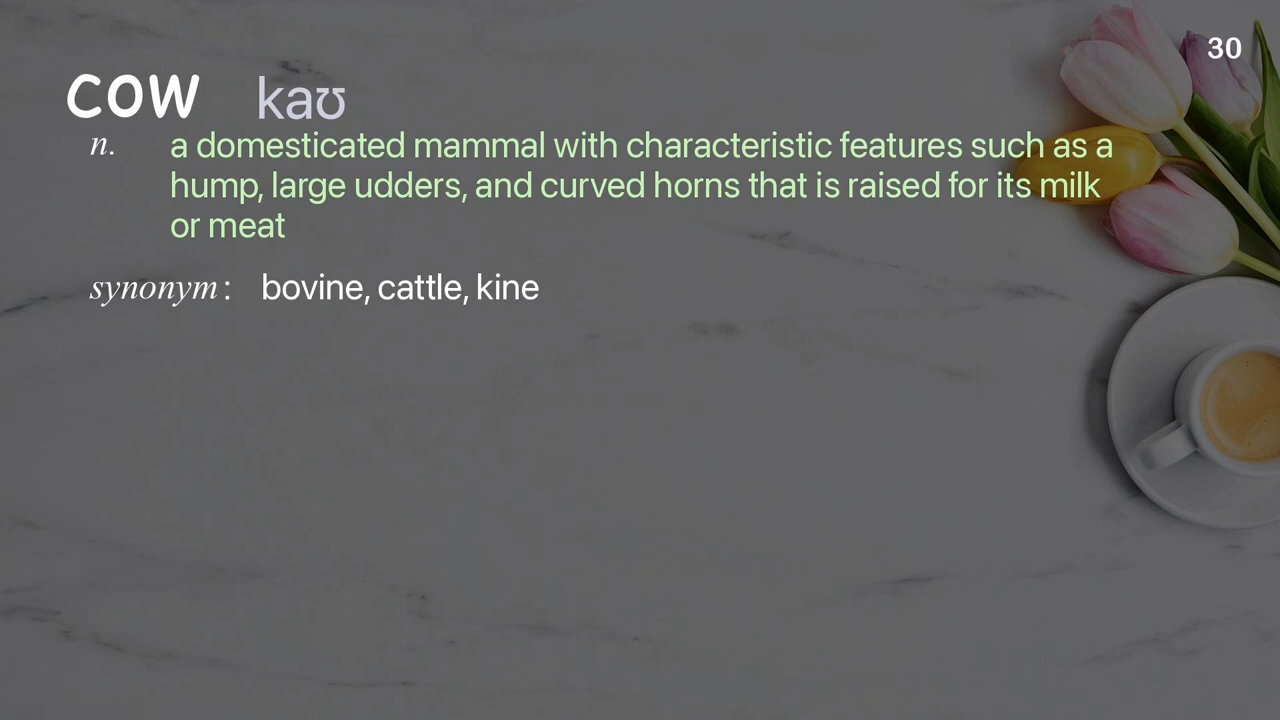 30
cow kaʊ
n. a domesticated mammal with characteristic features such as a
hump, large udders, and curved horns that is raised for its milk
or meat
synonym: bovine, cattle, kine